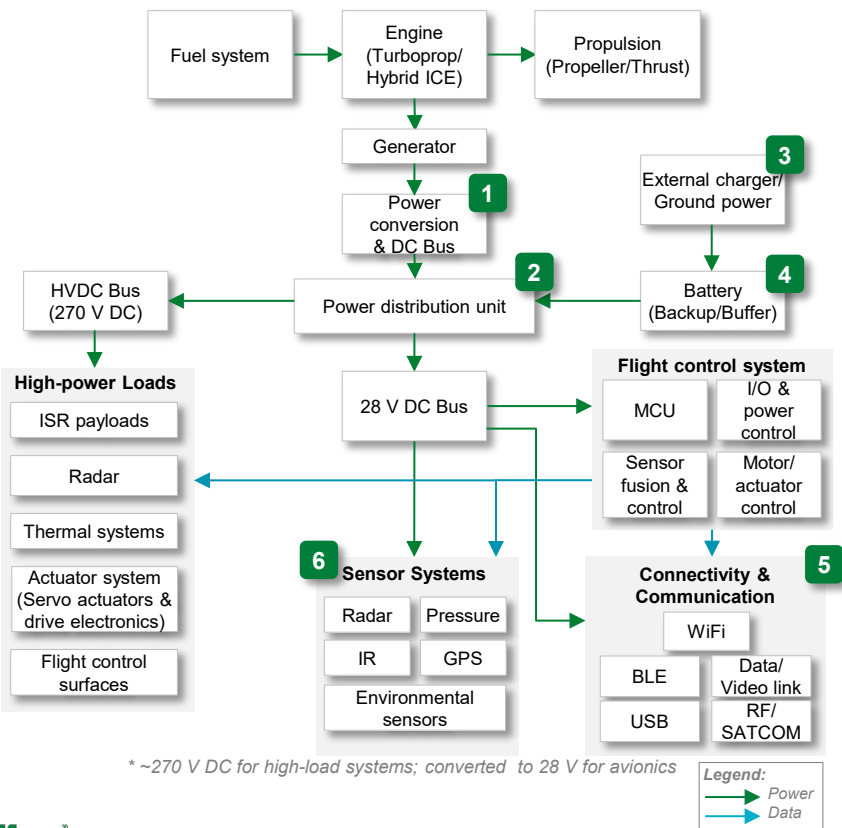 Fuel system
Engine
(Turboprop/
Hybrid ICE)
Propulsion
(Propeller/Thrust)
Generator
3
External charger/
Ground power
1
Power
conversion
& DC Bus
2
Power distribution unit
4
Battery
(Backup/Buffer)
HVDC Bus
(270 V DC)
High-power Loads
ISR payloads
Radar
Thermal systems
Actuator system
(Servo actuators &
drive electronics)
Flight control
surfaces
28 V DC Bus
Flight control system
MCU
I/O &
power
control
Sensor
fusion &
control
Motor/
actuator
control
6
Sensor Systems
Radar
Pressure
IR
GPS
Environmental
sensors
5
Connectivity &
Communication
WiFi
BLE
Data/
Video link
USB
RF/
SATCOM
* ~270 V DC for high-load systems; converted to 28 V for avionics
Legend:
Power
Data